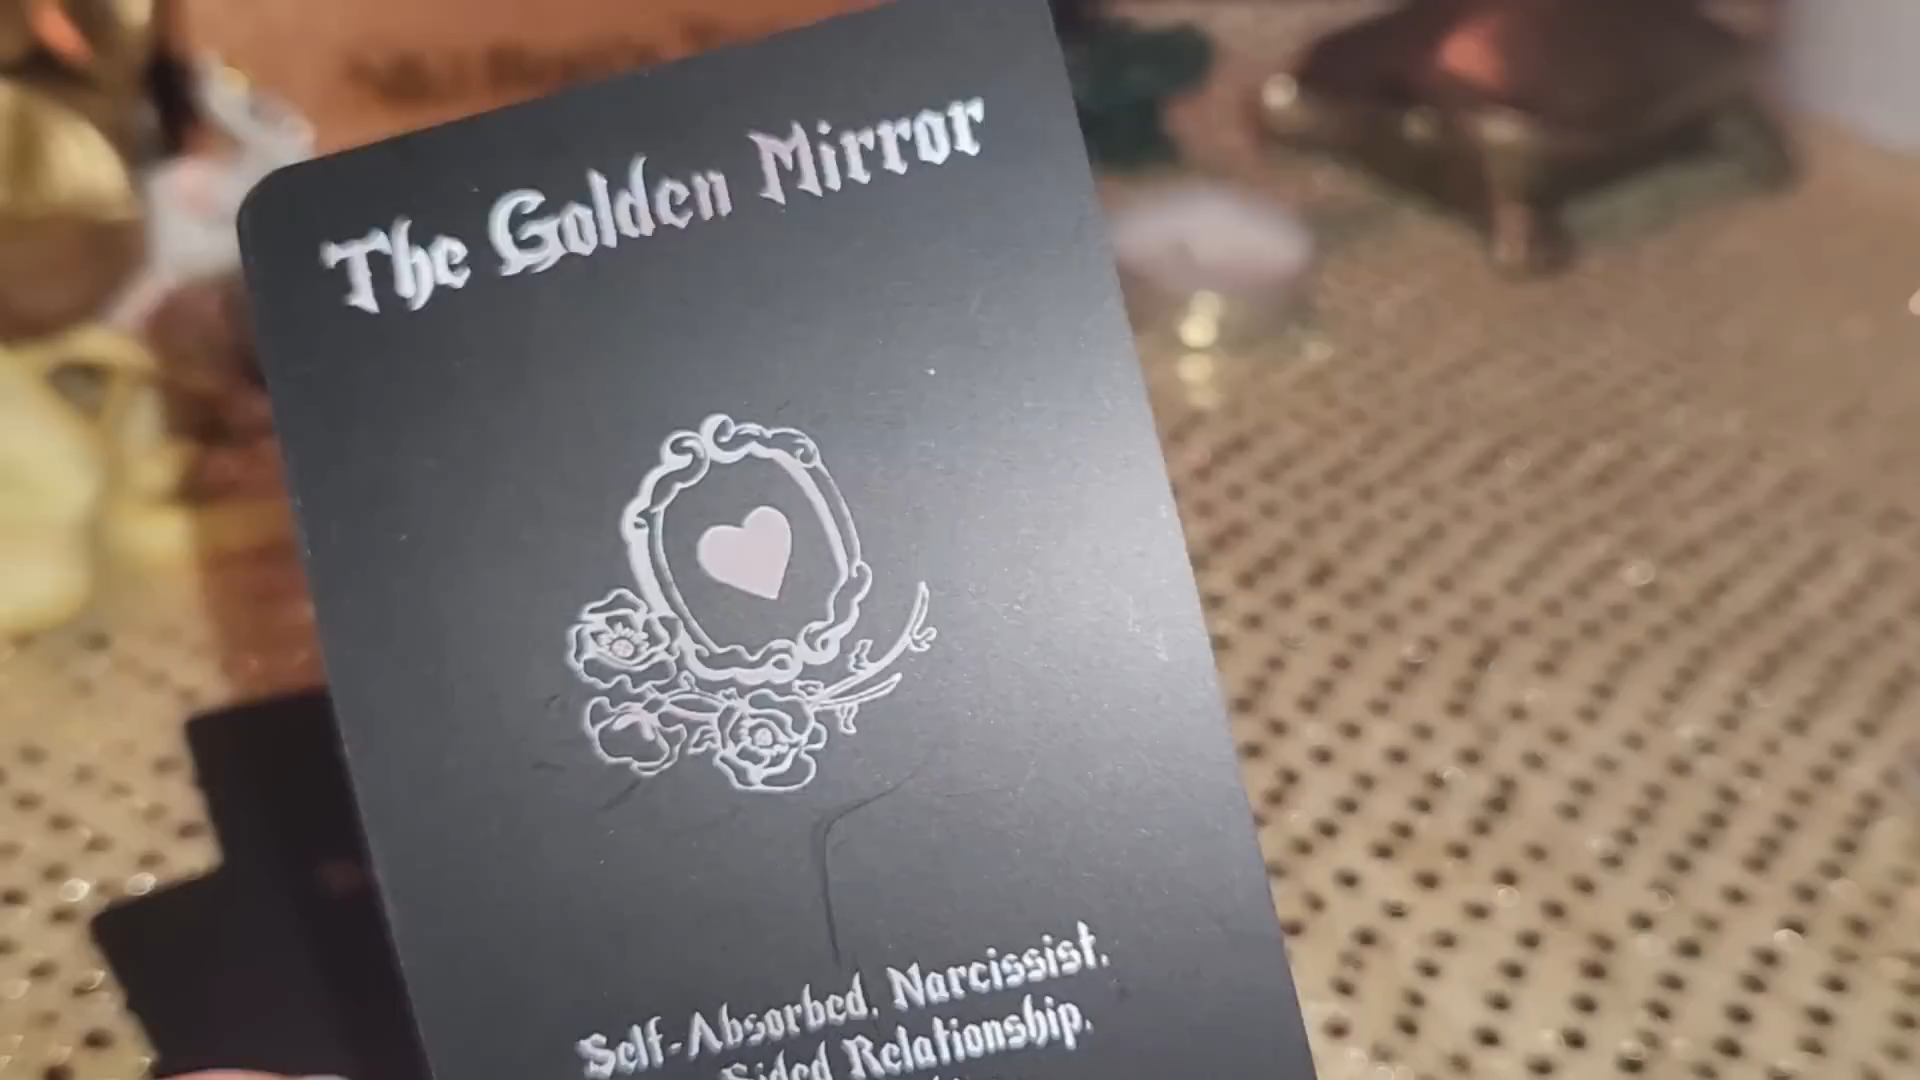 The Golden Mirror
Self-Absorbed, Narcissist,
Sided Relationship,